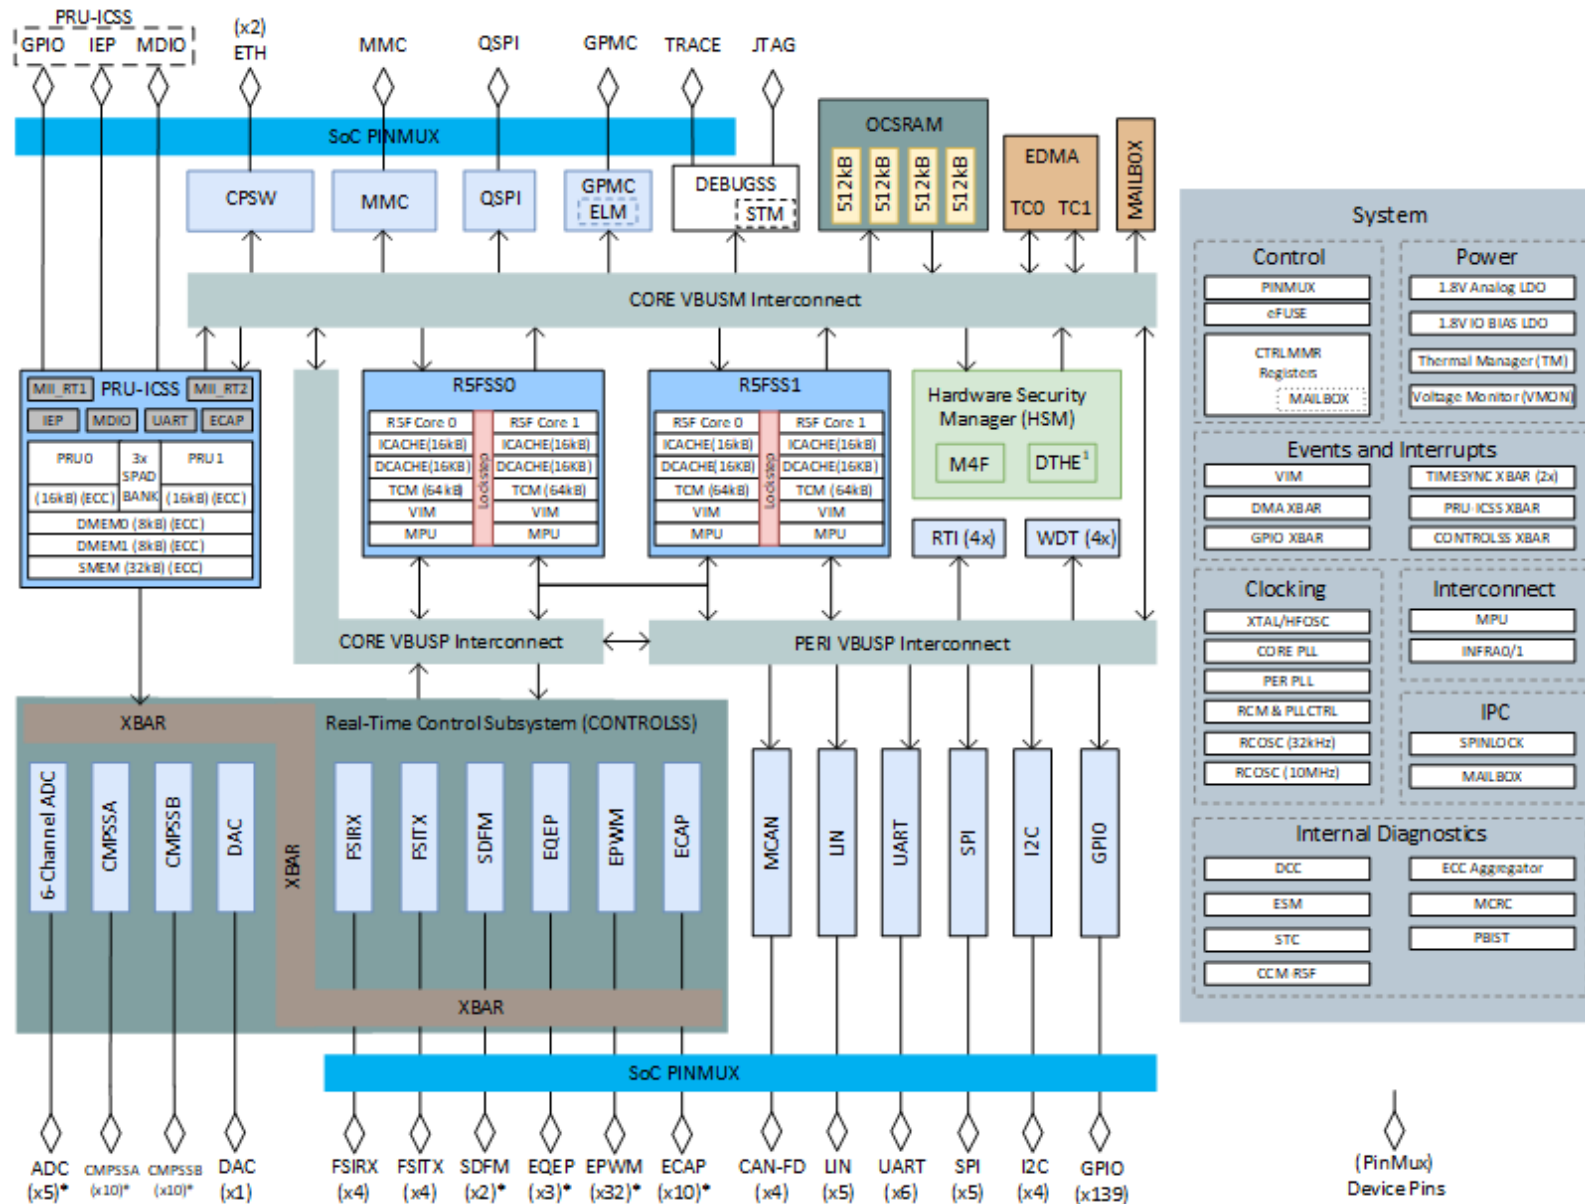 PRU-ICSS
GPIO IEP MDIO
(x2)
ETH
MMC
QSPI
GPMC
TRACE
JTAG
SoC PINMUX
CPSW
MMC
QSPI
GPMC
ELM
DEBUGSS
STM
OCSRAM
512kB
512kB
512kB
512kB
EDMA
TC0 TC1
MAILBOX
CORE VBUSM Interconnect
MII_RT1
PRU-ICSS
MII_RT2
IEP
MDIO
UART
ECAP
PRU0
3x
SPAD
BANK
PRU1
(16kB) (ECC)
(16kB) (ECC)
DMEM0 (8kB) (ECC)
DMEM1 (8kB) (ECC)
SMEM (32kB) (ECC)
R5FSS0
R5F Core 0
ICACHE(16kB)
DCACHE(16KB)
TCM (64kB)
VIM
MPU
Lockstep
R5F Core 1
ICACHE(16kB)
DCACHE(16KB)
TCM (64kB)
VIM
MPU
R5FSS1
R5F Core 0
ICACHE(16kB)
DCACHE(16KB)
TCM (64kB)
VIM
MPU
Lockstep
R5F Core 1
ICACHE(16kB)
DCACHE(16KB)
TCM (64kB)
VIM
MPU
Hardware Security
Manager (HSM)
M4F
DTHE¹
RTI (4x)
WDT (4x)
CORE VBUSP Interconnect
PERI VBUSP Interconnect
XBAR
Real-Time Control Subsystem (CONTROLSS)
6-Channel ADC
CMPSSA
CMPSSB
DAC
XBAR
FSIRX
FSITX
SDFM
EQEP
EPWM
ECAP
XBAR
MCAN
LIN
UART
SPI
I2C
GPIO
SoC PINMUX
ADC
(x5)*
CMPSSA
(x10)*
CMPSSB
(x10)*
DAC
(x1)
FSIRX
(x4)
FSITX
(x4)
SDFM
(x2)*
EQEP
(x3)*
EPWM
(x32)*
ECAP
(x10)*
CAN-FD
(x4)
LIN
(x5)
UART
(x6)
SPI
(x5)
I2C
(x4)
GPIO
(x139)
System
Control
PINMUX
eFUSE
CTRLMMR
Registers
MAILBOX
Power
1.8V Analog LDO
1.8V IO BIAS LDO
Thermal Manager (TM)
Voltage Monitor (VMON)
Events and Interrupts
VIM
DMA XBAR
GPIO XBAR
TIMESYNC XBAR (2x)
PRU-ICSS XBAR
CONTROLSS XBAR
Clocking
XTAL/HFOSC
CORE PLL
PER PLL
RCM & PLLCTRL
RCOSC (32kHz)
RCOSC (10MHz)
Interconnect
MPU
INFRA0/1
IPC
SPINLOCK
MAILBOX
Internal Diagnostics
DCC
ESM
STC
CCM-R5F
ECC Aggregator
MCRC
PBIST
(PinMux)
Device Pins